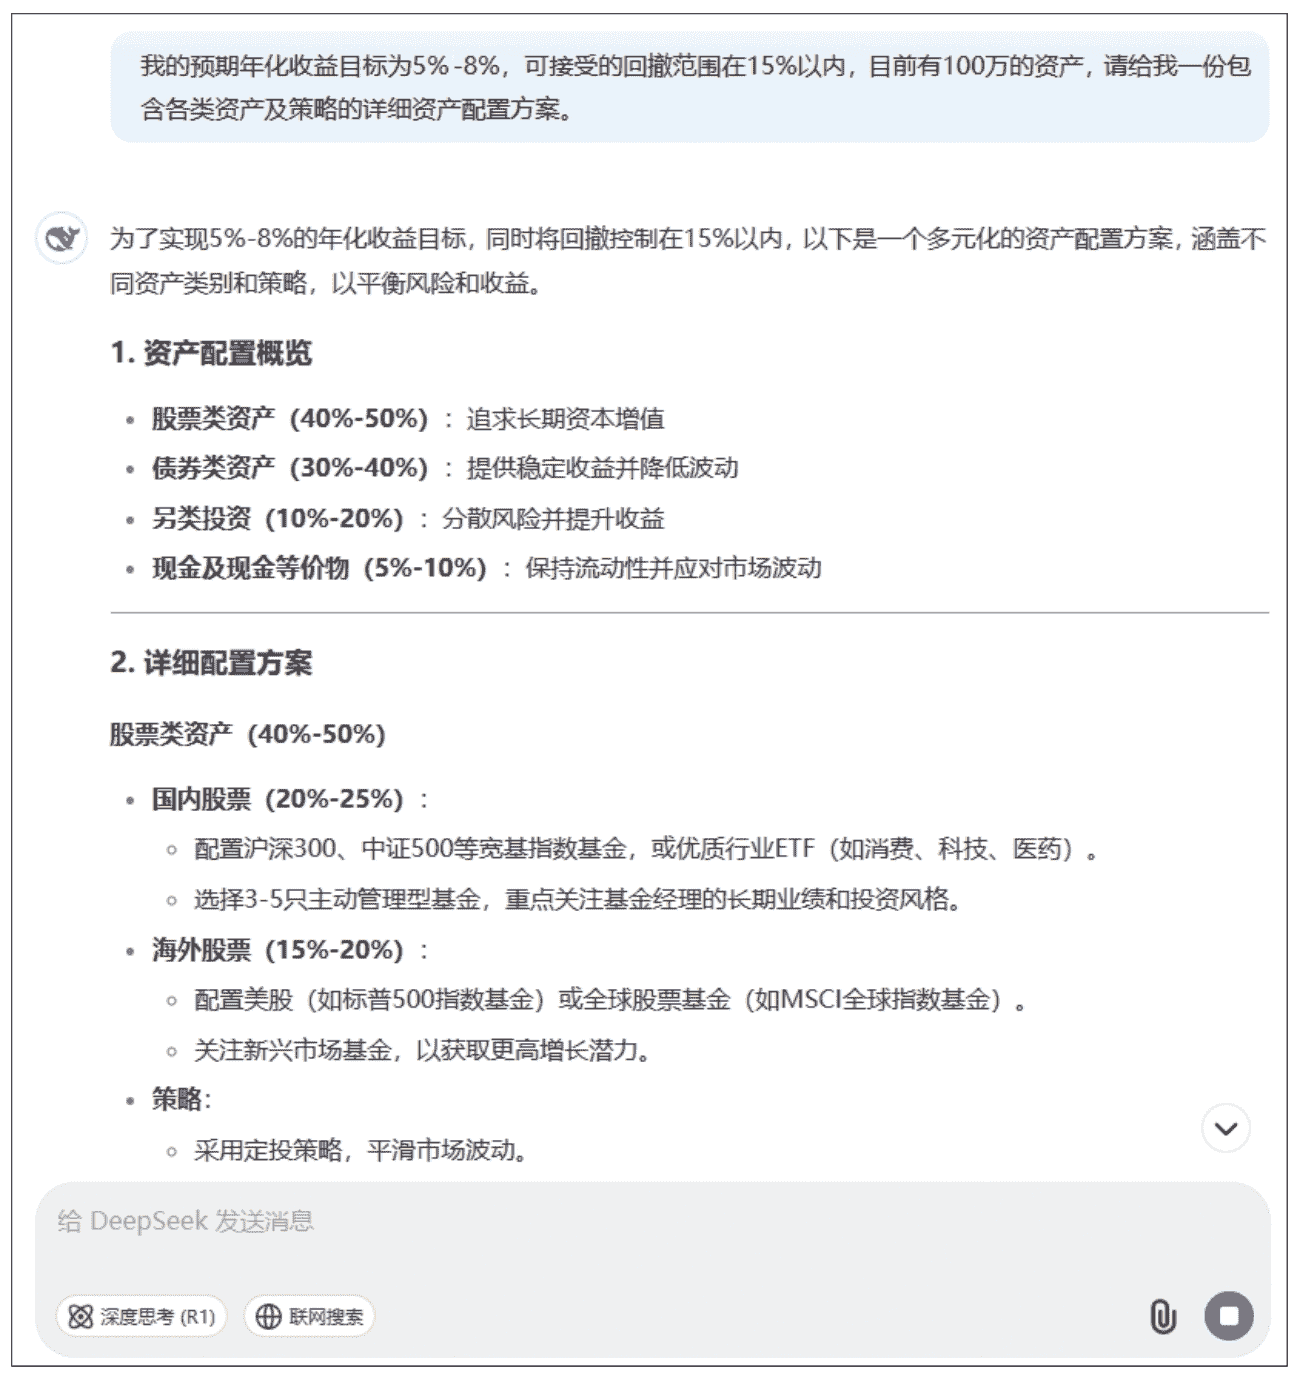 我的预期年化收益目标为5%-8%，可接受的回撤范围在15%以内，目前有100万的资产，请给我一份包
含各类资产及策略的详细资产配置方案。
为了实现5%-8%的年化收益目标，同时将回撤控制在15%以内，以下是一个多元化的资产配置方案，涵盖不
同资产类别和策略，以平衡风险和收益。
1. 资产配置概览
• 股票类资产（40%-50%）：追求长期资本增值
• 债券类资产（30%-40%）：提供稳定收益并降低波动
• 另类投资（10%-20%）：分散风险并提升收益
• 现金及现金等价物（5%-10%）：保持流动性并应对市场波动
2. 详细配置方案
股票类资产（40%-50%）
• 国内股票（20%-25%）：
◦ 配置沪深300、中证500等宽基指数基金，或优质行业ETF（如消费、科技、医药）。
◦ 选择3-5只主动管理型基金，重点关注基金经理的长期业绩和投资风格。
• 海外股票（15%-20%）：
◦ 配置美股（如标普500指数基金）或全球股票基金（如MSCI全球指数基金）。
◦ 关注新兴市场基金，以获取更高增长潜力。
• 策略：
◦ 采用定投策略，平滑市场波动。
给 DeepSeek 发送消息
深度思考 (R1) 联网搜索